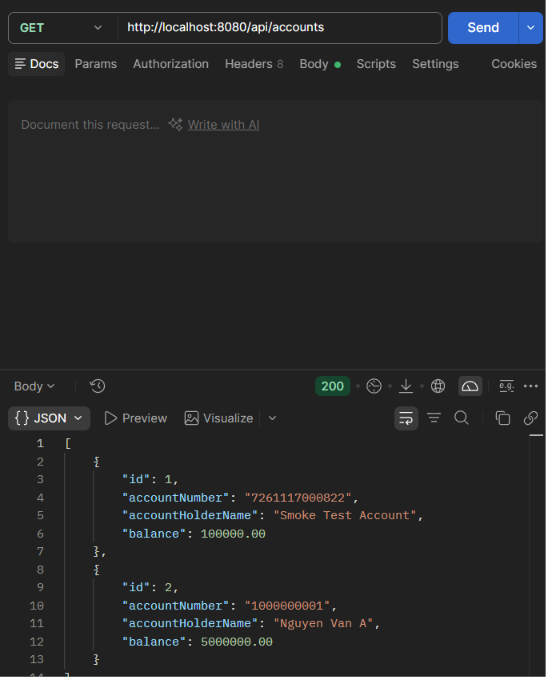 GET http://localhost:8080/api/accounts Send
Docs Params Authorization Headers 8 Body Scripts Settings Cookies
Document this request... Write with AI
Body 200 e.g.
{} JSON Preview Visualize
1 [
2 {
3 "id": 1,
4 "accountNumber": "7261117000822",
5 "accountHolderName": "Smoke Test Account",
6 "balance": 100000.00
7 },
8 {
9 "id": 2,
10 "accountNumber": "1000000001",
11 "accountHolderName": "Nguyen Van A",
12 "balance": 5000000.00
13 }
14 ]